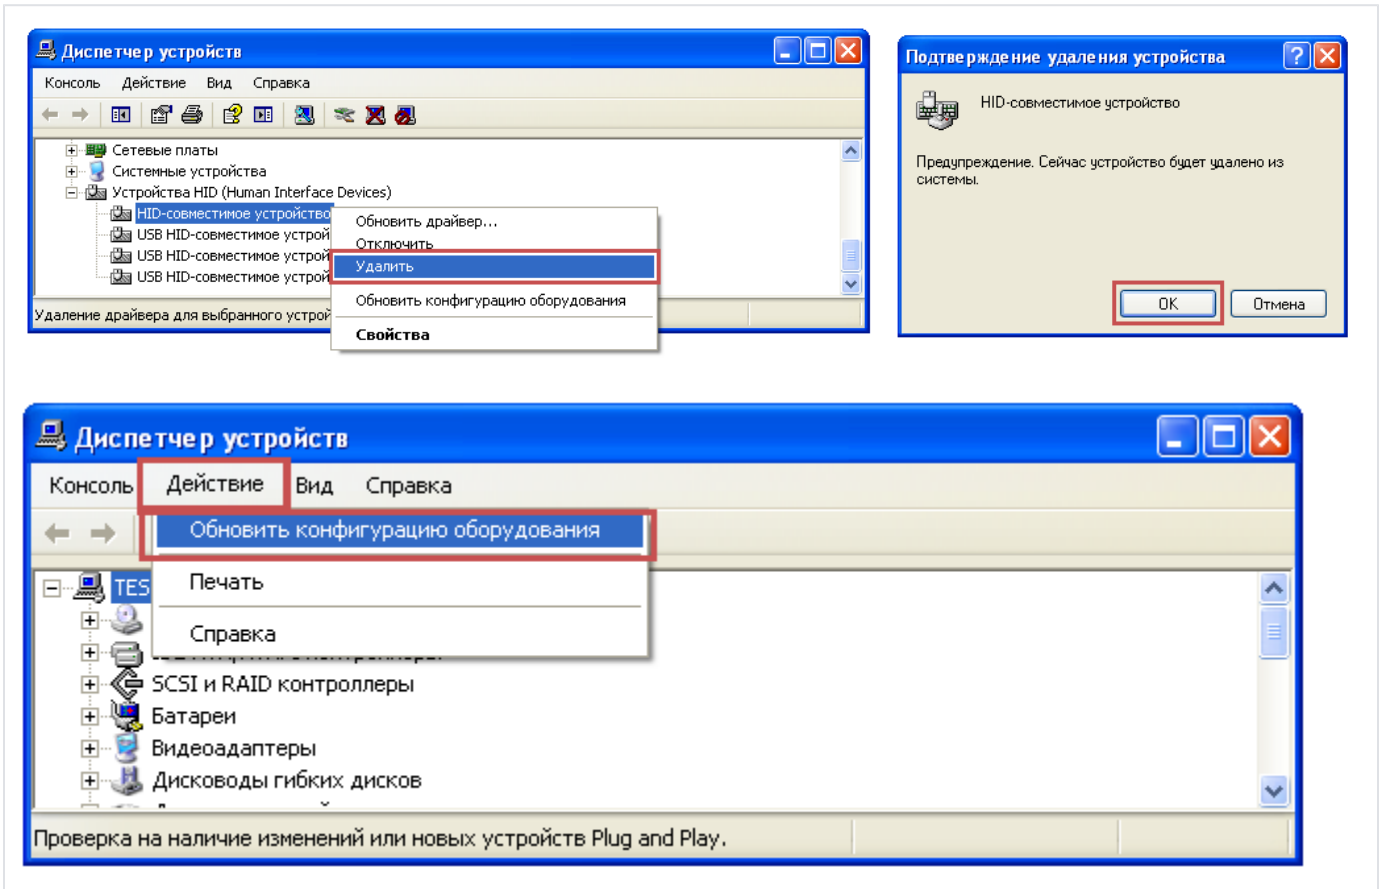 Диспетчер устройств
Консоль Действие Вид Справка
Сетевые платы
Системные устройства
Устройства HID (Human Interface Devices)
HID-совместимое устройство
USB HID-совместимое устрой
USB HID-совместимое устрой
USB HID-совместимое устрой
Удаление драйвера для выбранного устрой
Обновить драйвер...
Отключить
Удалить
Обновить конфигурацию оборудования
Свойства
Подтверждение удаления устройства
HID-совместимое устройство
Предупреждение. Сейчас устройство будет удалено из
системы.
OK Отмена
Диспетчер устройств
Консоль Действие Вид Справка
Обновить конфигурацию оборудования
Печать
Справка
TES
SCSI и RAID контроллеры
Батареи
Видеоадаптеры
Дисководы гибких дисков
Проверка на наличие изменений или новых устройств Plug and Play.